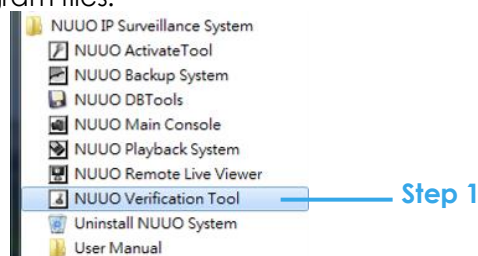 files.
NUUO IP Surveillance System
NUUO ActivateTool
NUUO Backup System
NUUO DBTools
NUUO Main Console
NUUO Playback System
NUUO Remote Live Viewer
NUUO Verification Tool
Step 1
Uninstall NUUO System
User Manual